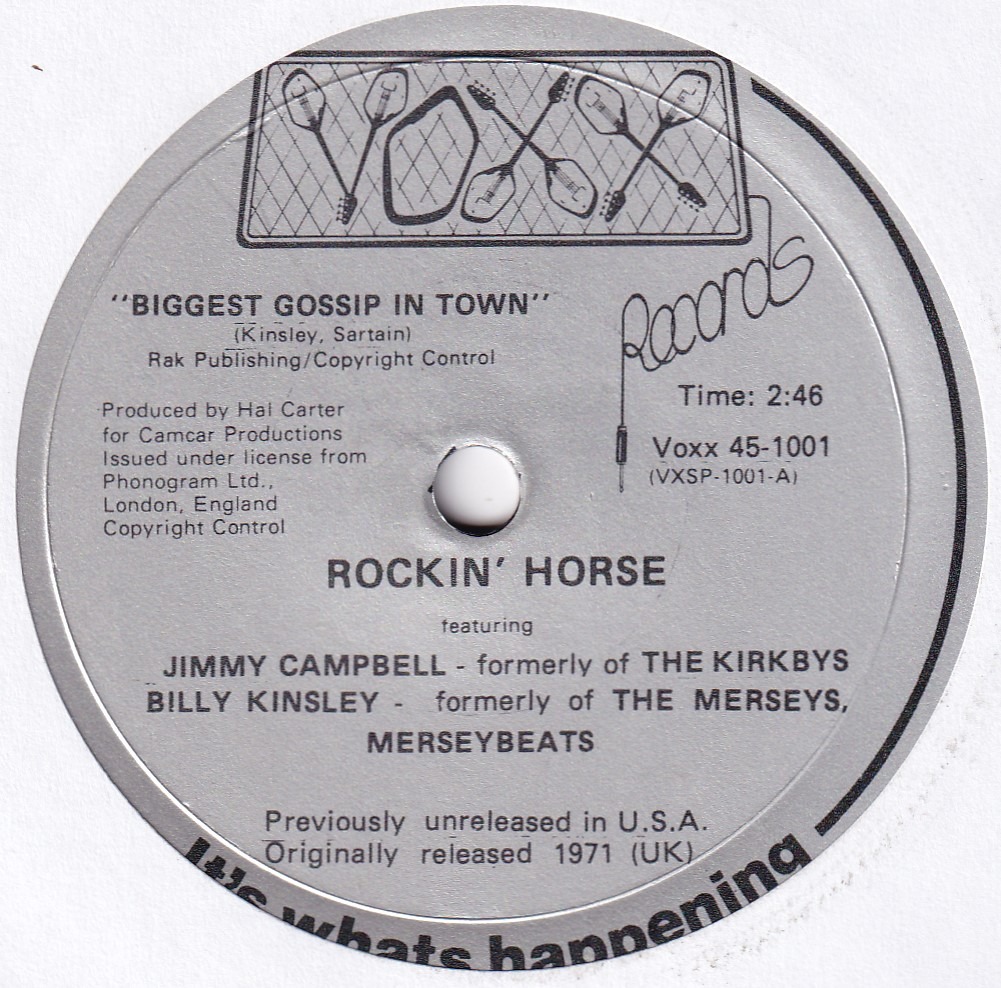 VOXX
Records
"BIGGEST GOSSIP IN TOWN"
(Kinsley, Sartain)
Rak Publishing/Copyright Control
Time: 2:46
Produced by Hal Carter
for Camcar Productions
Issued under license from
Phonogram Ltd.,
London, England
Copyright Control
Voxx 45-1001
(VXSP-1001-A)
ROCKIN' HORSE
featuring
JIMMY CAMPBELL - formerly of THE KIRKBYS
BILLY KINSLEY - formerly of THE MERSEYS,
MERSEYBEATS
Previously unreleased in U.S.A.
Originally released 1971 (UK)
It's whats happening